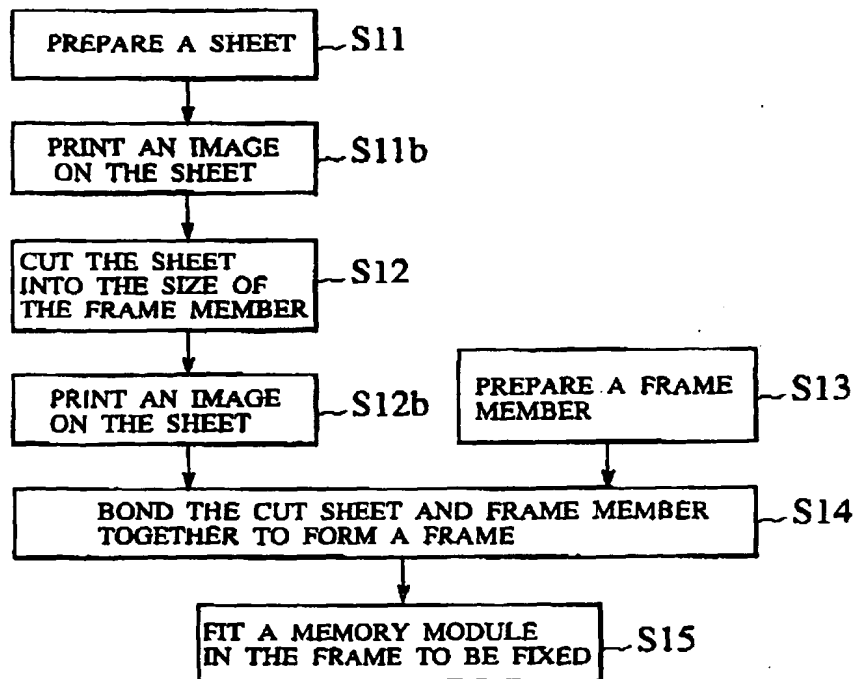 PREPARE A SHEET
S11
PRINT AN IMAGE
ON THE SHEET
S11b
CUT THE SHEET
INTO THE SIZE OF
THE FRAME MEMBER
S12
PRINT AN IMAGE
ON THE SHEET
S12b
PREPARE A FRAME
MEMBER
S13
BOND THE CUT SHEET AND FRAME MEMBER
TOGETHER TO FORM A FRAME
S14
FIT A MEMORY MODULE
IN THE FRAME TO BE FIXED
S15